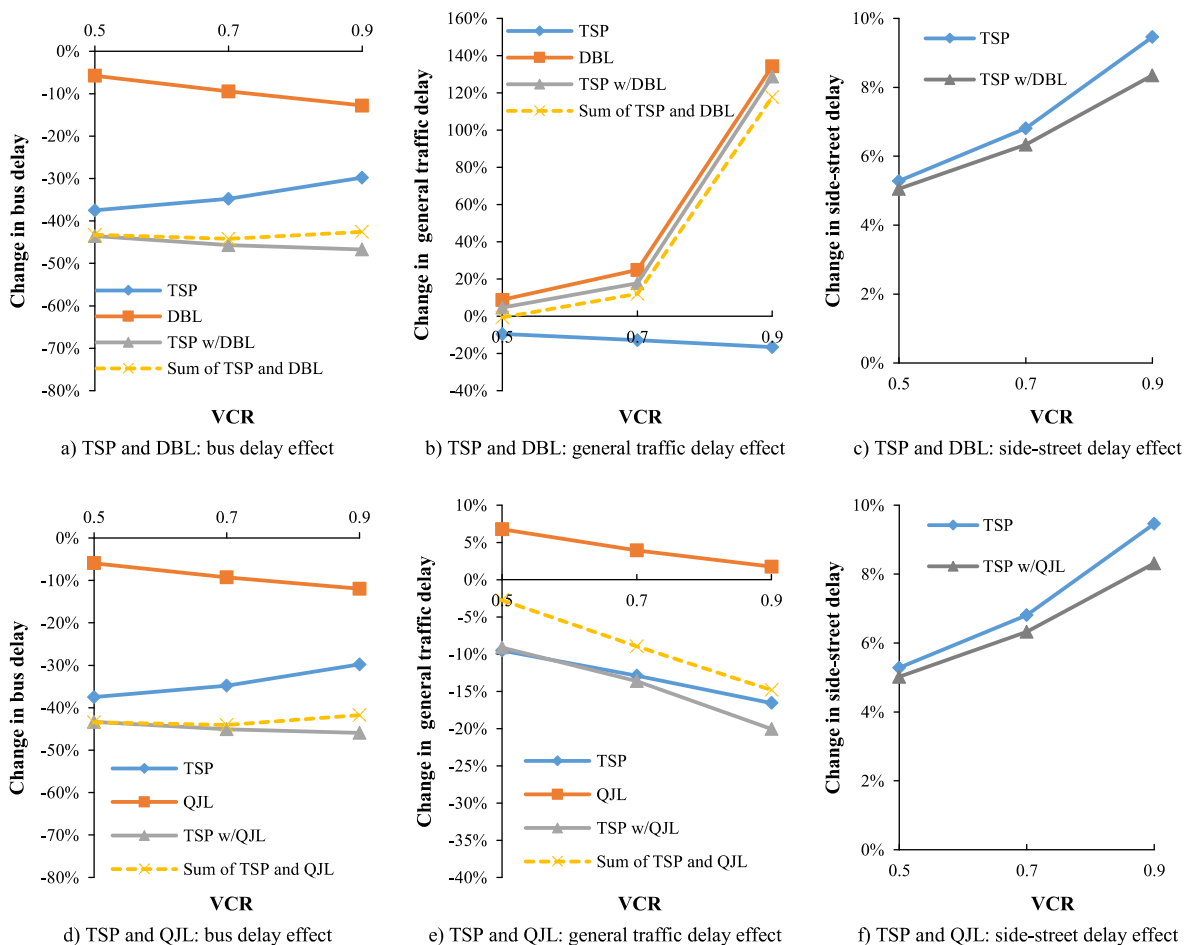 0.5 0.7 0.9
0%
-10%
-20%
-30%
-40%
-50%
-60%
-70%
-80%
Change in bus delay
TSP
DBL
TSP w/DBL
Sum of TSP and DBL
VCR
a) TSP and DBL: bus delay effect
160%
140%
120%
100%
80%
60%
40%
20%
0%
-20%
-40%
Change in general traffic delay
TSP
DBL
TSP w/DBL
Sum of TSP and DBL
0.5 0.7 0.9
VCR
b) TSP and DBL: general traffic delay effect
10%
8%
6%
4%
2%
0%
Change in side-street delay
TSP
TSP w/DBL
0.5 0.7 0.9
VCR
c) TSP and DBL: side-street delay effect
0.5 0.7 0.9
0%
-10%
-20%
-30%
-40%
-50%
-60%
-70%
-80%
Change in bus delay
TSP
QJL
TSP w/QJL
Sum of TSP and QJL
VCR
d) TSP and QJL: bus delay effect
10%
5%
0%
-5%
-10%
-15%
-20%
-25%
-30%
-35%
-40%
Change in general traffic delay
0.5 0.7 0.9
TSP
QJL
TSP w/QJL
Sum of TSP and QJL
VCR
e) TSP and QJL: general traffic delay effect
10%
8%
6%
4%
2%
0%
Change in side-street delay
TSP
TSP w/QJL
0.5 0.7 0.9
VCR
f) TSP and QJL: side-street delay effect